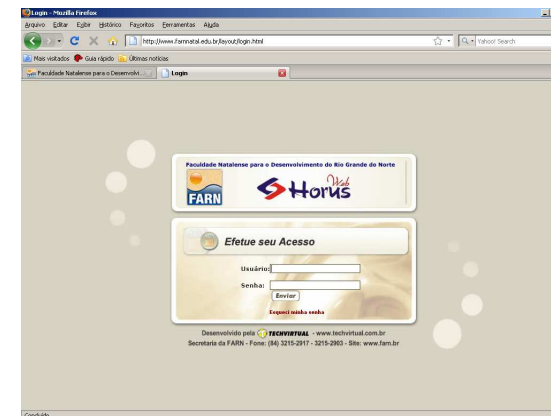 Login - Mozilla Firefox
Arquivo Editar Exibir Histórico Favoritos Ferramentas Ajuda
http://www.farnnatal.edu.br/layout/login.html
Yahoo! Search
Mais visitados Guia rápido Últimas notícias
Faculdade Natalense para o Desenvolvi...
Login
Faculdade Natalense para o Desenvolvimento do Rio Grande do Norte
FARN
Horus Web
Efetue seu Acesso
Usuário:
Senha:
Enviar
Esqueci minha senha
Desenvolvido pela TECHVIRTUAL - www.techvirtual.com.br
Secretaria da FARN - Fone: (84) 3215-2917 - 3215-2903 - Site: www.farn.br
Concluído